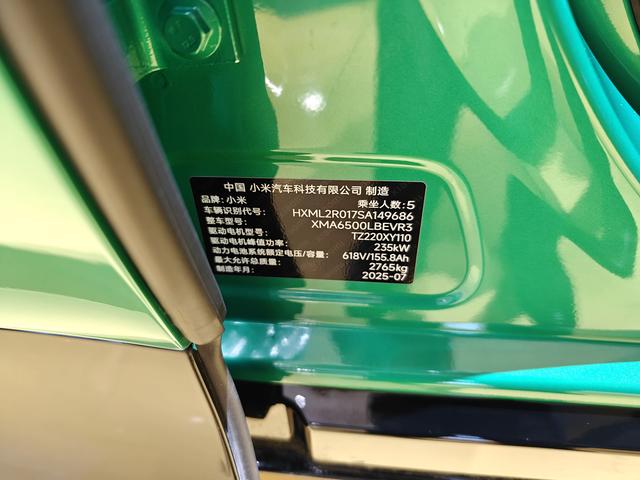 中国 小米汽车科技有限公司 制造
品牌：小米 乘坐人数：5
车辆识别代号： HXML2R017SA149686
整车型号： XMA6500LBEVR3
驱动电机型号： TZ220XY110
驱动电机峰值功率： 235kW
动力电池系统额定电压/容量： 618V/155.8Ah
最大允许总质量： 2765kg
制造年月： 2025-07